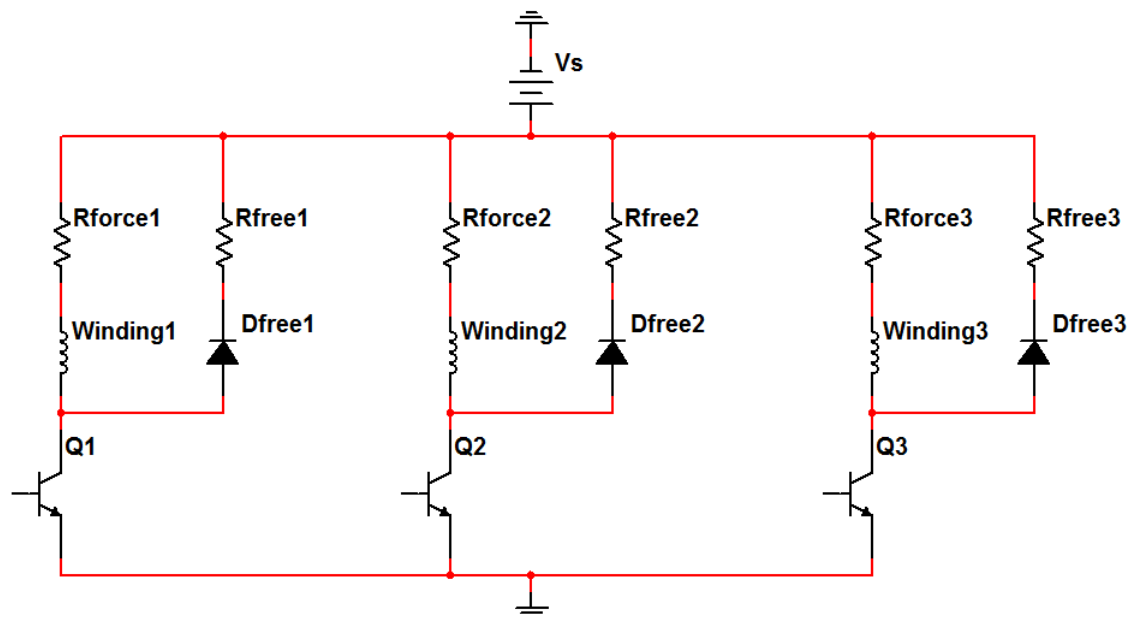 Vs
Rforce1 Rfree1 Rforce2 Rfree2 Rforce3 Rfree3
Winding1 Dfree1 Winding2 Dfree2 Winding3 Dfree3
Q1 Q2 Q3